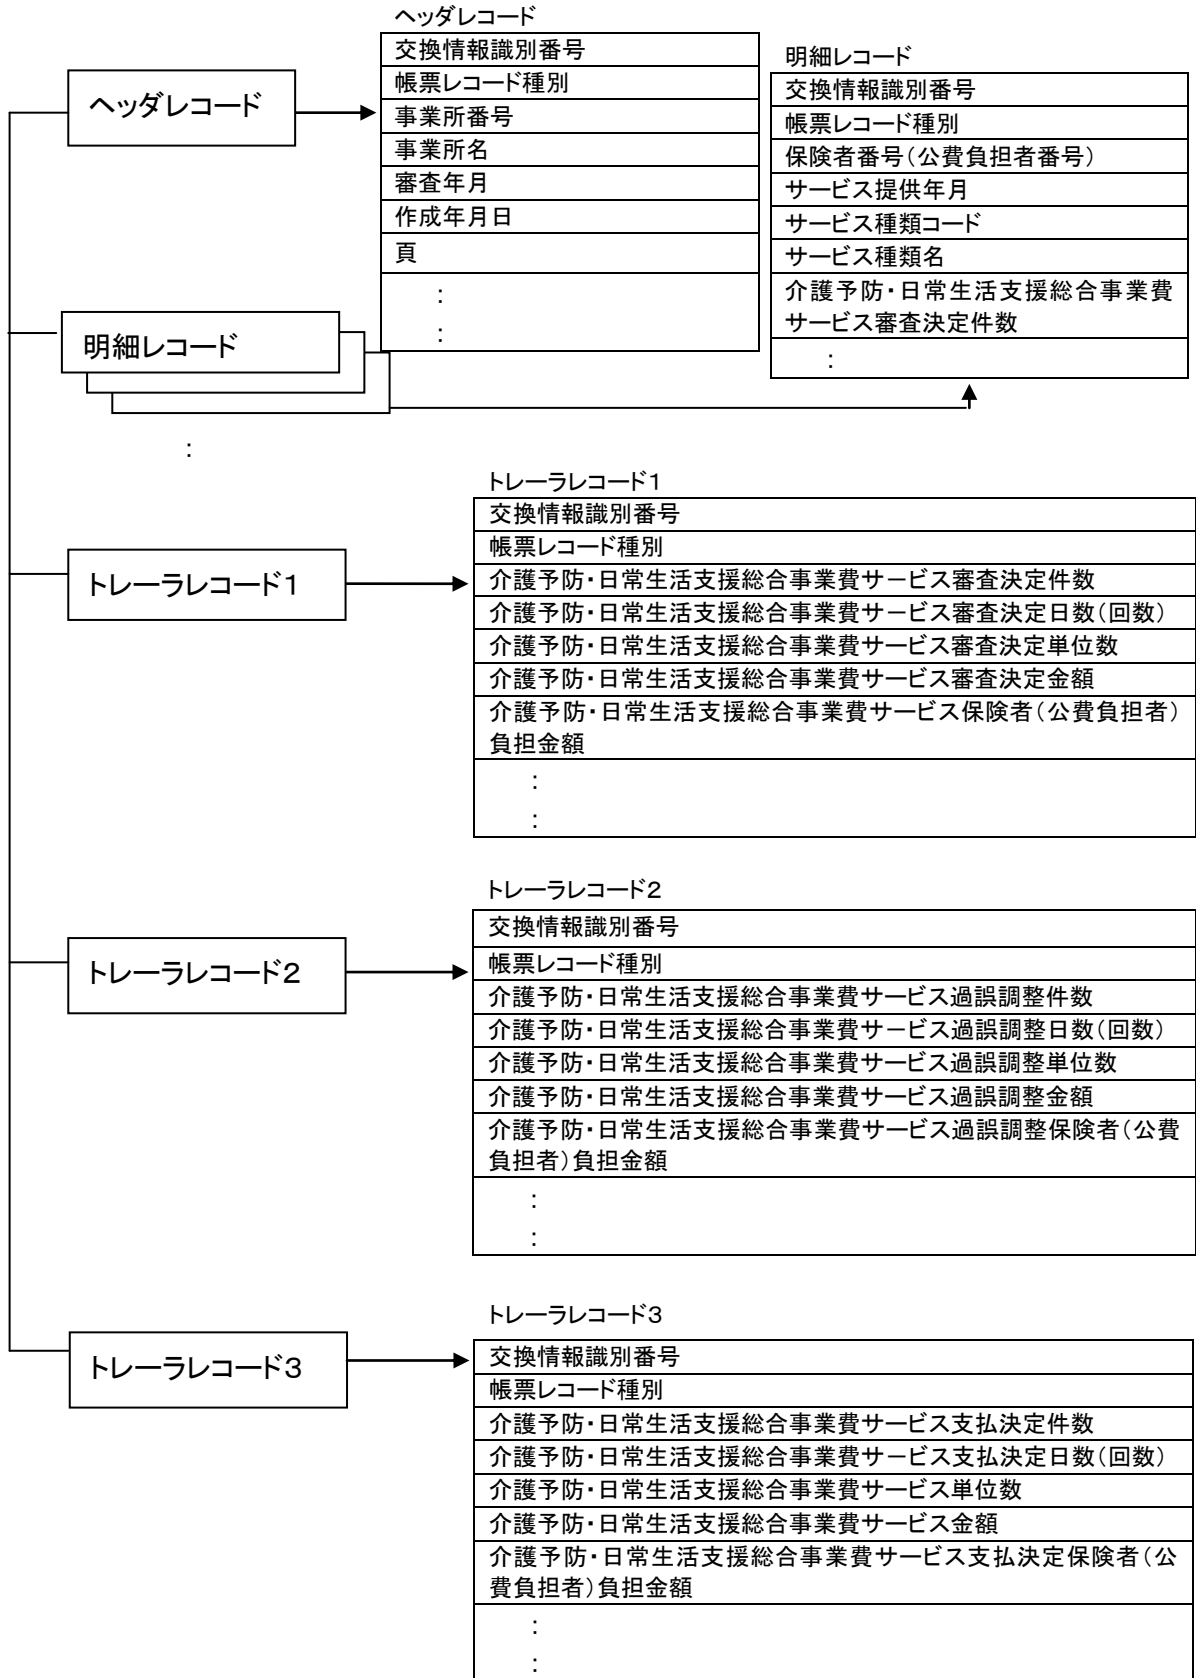 ヘッダレコード
ヘッダレコード
交換情報識別番号
帳票レコード種別
事業所番号
事業所名
審査年月
作成年月日
頁
:
:
明細レコード
明細レコード
交換情報識別番号
帳票レコード種別
保険者番号(公費負担者番号)
サービス提供年月
サービス種類コード
サービス種類名
介護予防・日常生活支援総合事業費
サービス審査決定件数
:
:
トレーラレコード1
トレーラレコード1
交換情報識別番号
帳票レコード種別
介護予防・日常生活支援総合事業費サービス審査決定件数
介護予防・日常生活支援総合事業費サービス審査決定日数(回数)
介護予防・日常生活支援総合事業費サービス審査決定単位数
介護予防・日常生活支援総合事業費サービス審査決定金額
介護予防・日常生活支援総合事業費サービス保険者(公費負担者)
負担金額
:
:
トレーラレコード2
トレーラレコード2
交換情報識別番号
帳票レコード種別
介護予防・日常生活支援総合事業費サービス過誤調整件数
介護予防・日常生活支援総合事業費サービス過誤調整日数(回数)
介護予防・日常生活支援総合事業費サービス過誤調整単位数
介護予防・日常生活支援総合事業費サービス過誤調整金額
介護予防・日常生活支援総合事業費サービス過誤調整保険者(公費
負担者)負担金額
:
:
トレーラレコード3
トレーラレコード3
交換情報識別番号
帳票レコード種別
介護予防・日常生活支援総合事業費サービス支払決定件数
介護予防・日常生活支援総合事業費サービス支払決定日数(回数)
介護予防・日常生活支援総合事業費サービス単位数
介護予防・日常生活支援総合事業費サービス金額
介護予防・日常生活支援総合事業費サービス支払決定保険者(公
費負担者)負担金額
:
: